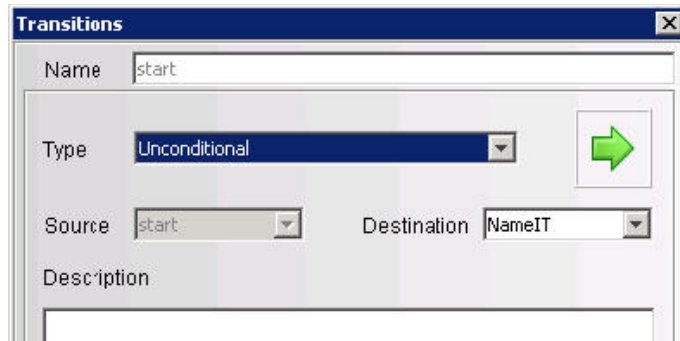 Transitions
Name start
Type Unconditional
Source start Destination NameIT
Description